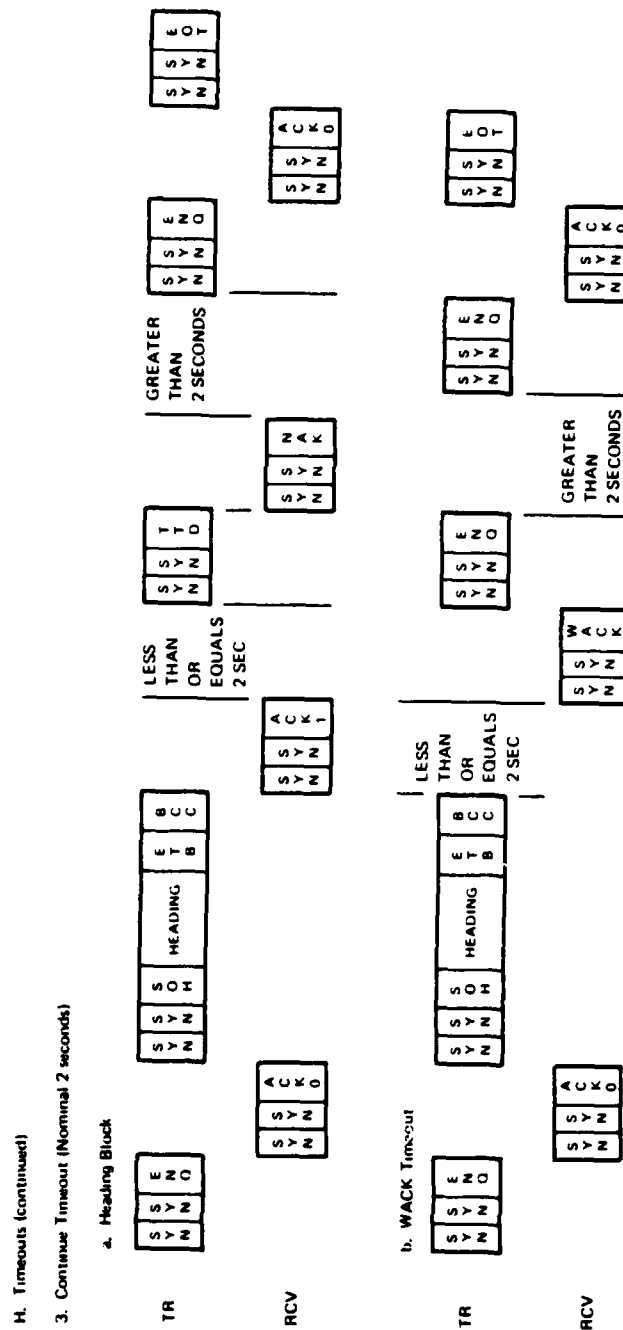 H. Timeouts (continued)
3. Continue Timeout (Nominal 2 seconds)
a. Heading Block
TR
SYN SYN ENQ
SYN SYN SOH HEADING ETB BCC
LESS THAN OR EQUALS 2 SEC
SYN SYN TTD
GREATER THAN 2 SECONDS
SYN SYN ENQ
SYN SYN EOT
RCV
SYN SYN ACK0
SYN SYN ACK1
SYN SYN NAK
SYN SYN ACK0
b. WACK Timeout
TR
SYN SYN ENQ
SYN SYN SOH HEADING ETB BCC
LESS THAN OR EQUALS 2 SEC
SYN SYN ENQ
SYN SYN ENQ
SYN SYN EOT
RCV
SYN SYN ACK0
SYN SYN WACK
GREATER THAN 2 SECONDS
SYN SYN ACK0